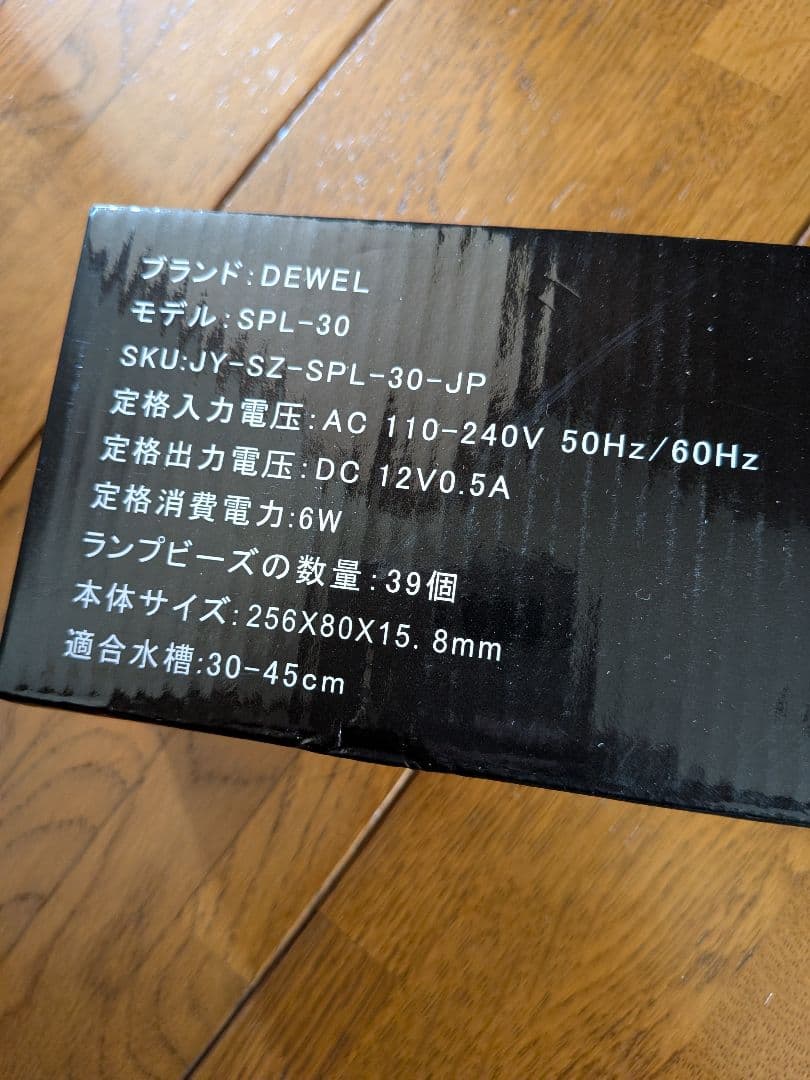 ブランド:DEWEL
モデル:SPL-30
SKU:JY-SZ-SPL-30-JP
定格入力電圧:AC 110-240V 50Hz/60Hz
定格出力電圧:DC 12V0.5A
定格消費電力:6W
ランプビーズの数量:39個
本体サイズ:256X80X15.8mm
適合水槽:30-45cm